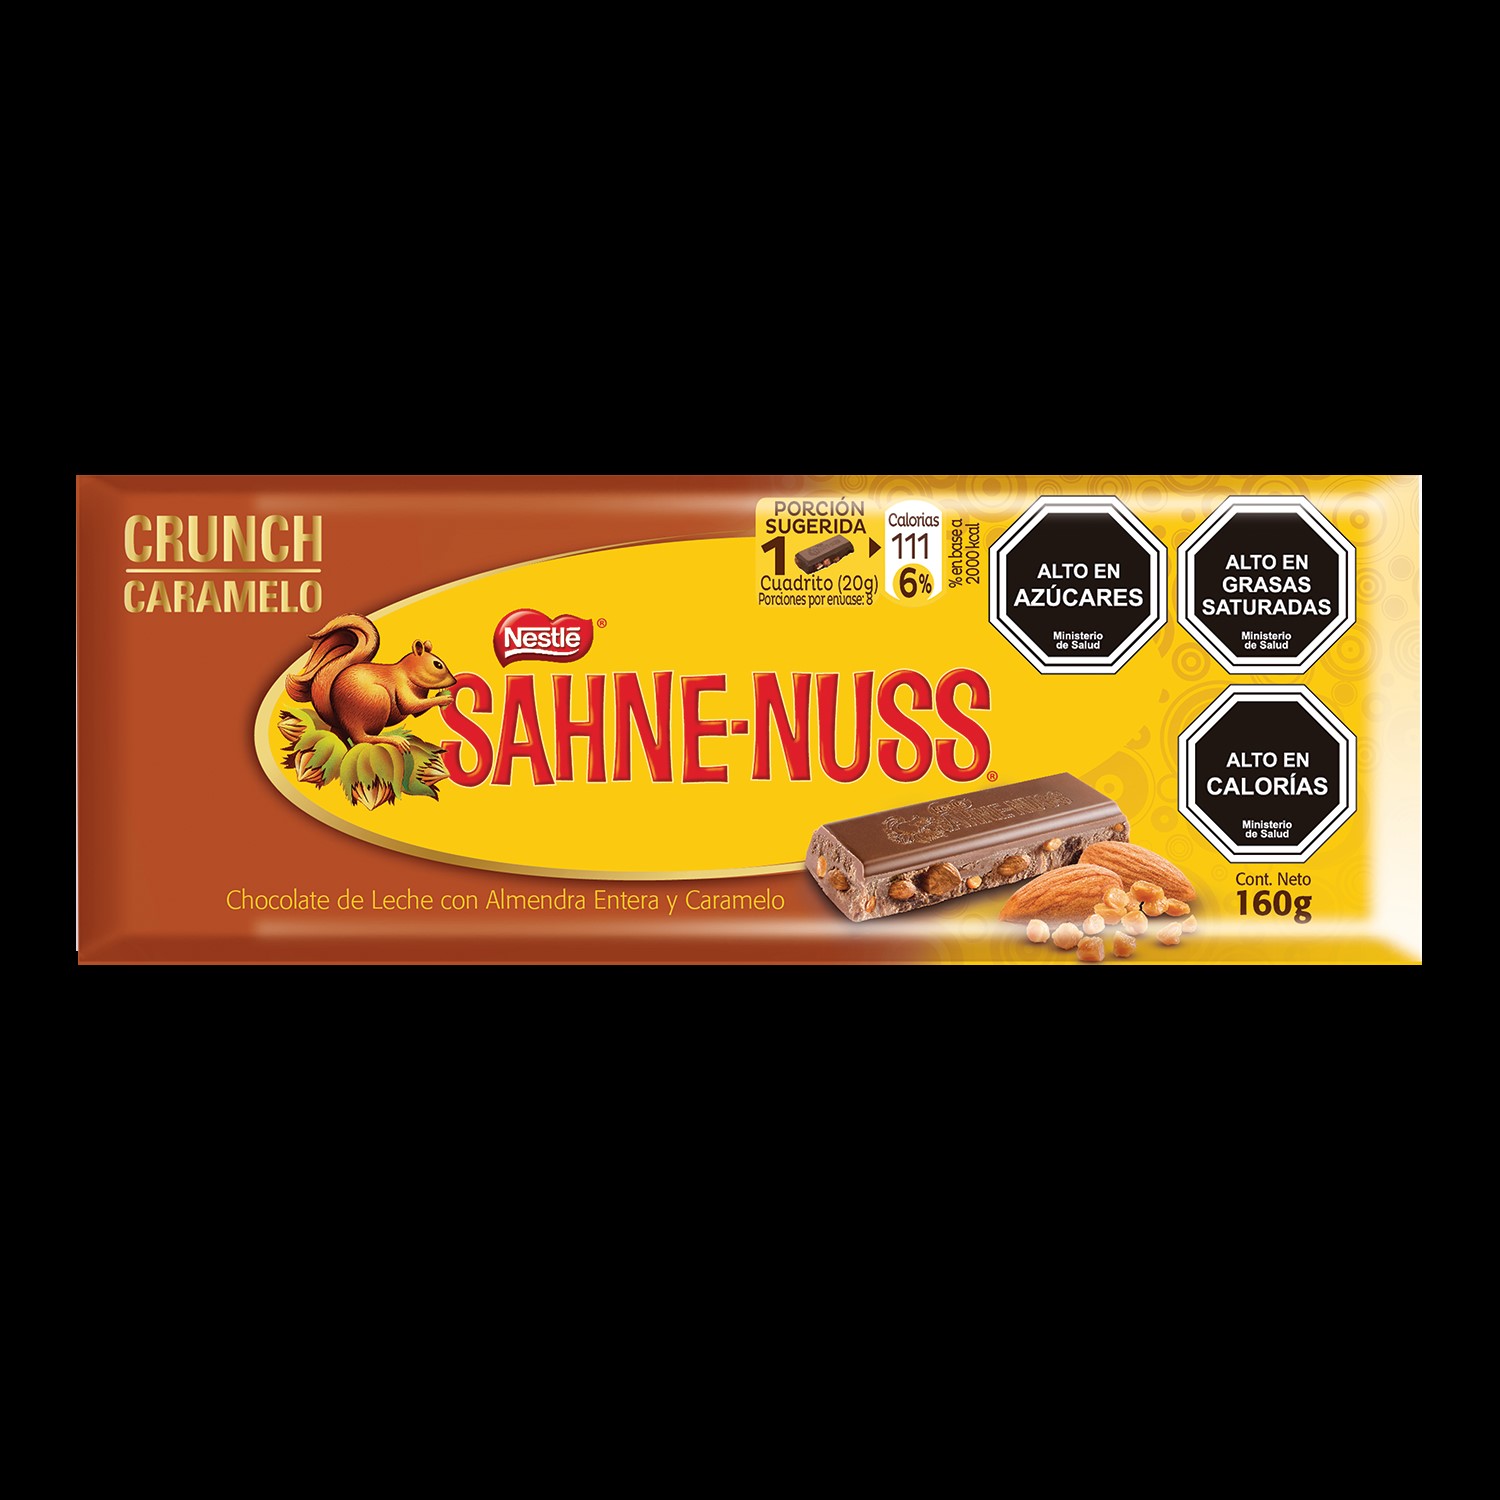 CRUNCH
CARAMELO
PORCIÓN
SUGERIDA
1
Cuadrito (20g)
Porciones por envase: 8
Calorías
111
6%
% en base a
2000 kcal
ALTO EN
AZÚCARES
Ministerio
de Salud
ALTO EN
GRASAS
SATURADAS
Ministerio
de Salud
Nestlé®
SAHNE-NUSS®
ALTO EN
CALORÍAS
Ministerio
de Salud
Chocolate de Leche con Almendra Entera y Caramelo
Cont. Neto
160g